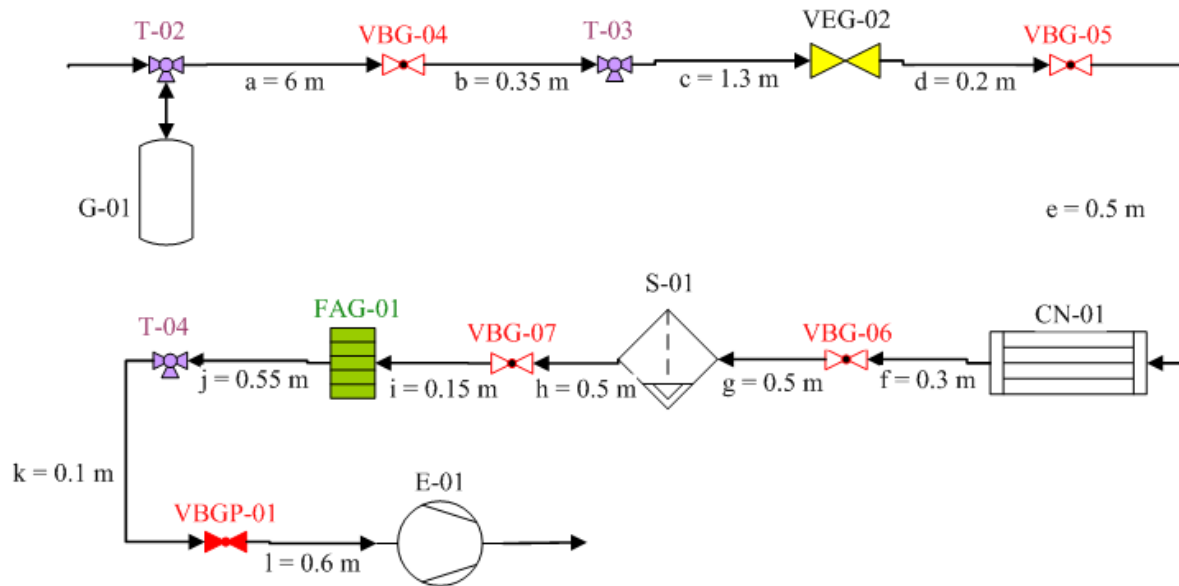 T-02
VBG-04
T-03
VEG-02
VBG-05
a = 6 m
b = 0.35 m
c = 1.3 m
d = 0.2 m
G-01
e = 0.5 m
T-04
FAG-01
VBG-07
S-01
VBG-06
CN-01
j = 0.55 m
i = 0.15 m
h = 0.5 m
g = 0.5 m
f = 0.3 m
k = 0.1 m
VBGP-01
E-01
l = 0.6 m